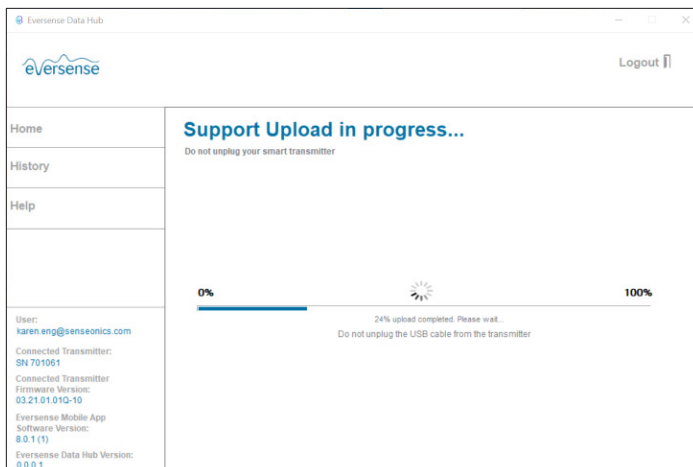 Eversense Data Hub
eversense
Logout
Home
History
Help
Support Upload in progress...
Do not unplug your smart transmitter
0%
100%
24% upload completed. Please wait...
Do not unplug the USB cable from the transmitter
User:
karen.eng@senseonics.com
Connected Transmitter:
SN 701061
Connected Transmitter
Firmware Version:
03.21.01.01Q-10
Eversense Mobile App
Software Version:
8.0.1 (1)
Eversense Data Hub Version:
0.0.0.1